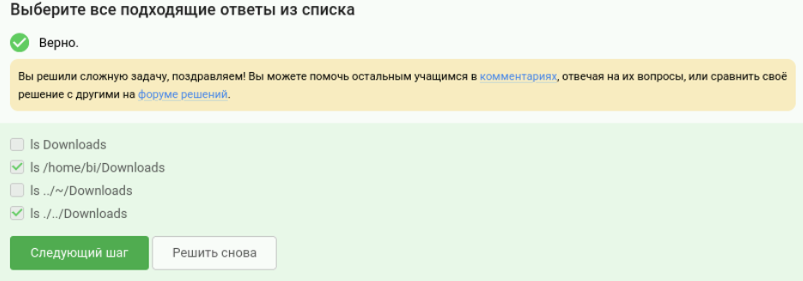 Выберите все подходящие ответы из списка
Верно.
Вы решили сложную задачу, поздравляем! Вы можете помочь остальным учащимся в комментариях, отвечая на их вопросы, или сравнить своё
решение с другими на форуме решений.
ls Downloads
ls /home/bi/Downloads
ls ../~/Downloads
ls ./../Downloads
Следующий шаг
Решить снова